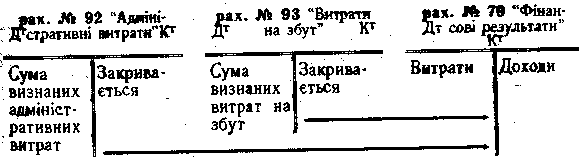 рах. № 92 “Адміні-
Дт стративні витрати” Кт
Сума
визнаних
адмініст-
ративних
витрат
Закрива-
ється
рах. № 93 “Витрати
Дт на збут” Кт
Сума
визнаних
витрат на
збут
Закрива-
ється
рах. № 79 “Фінан-
Дт сові результати”
Кт
Витрати
Доходи